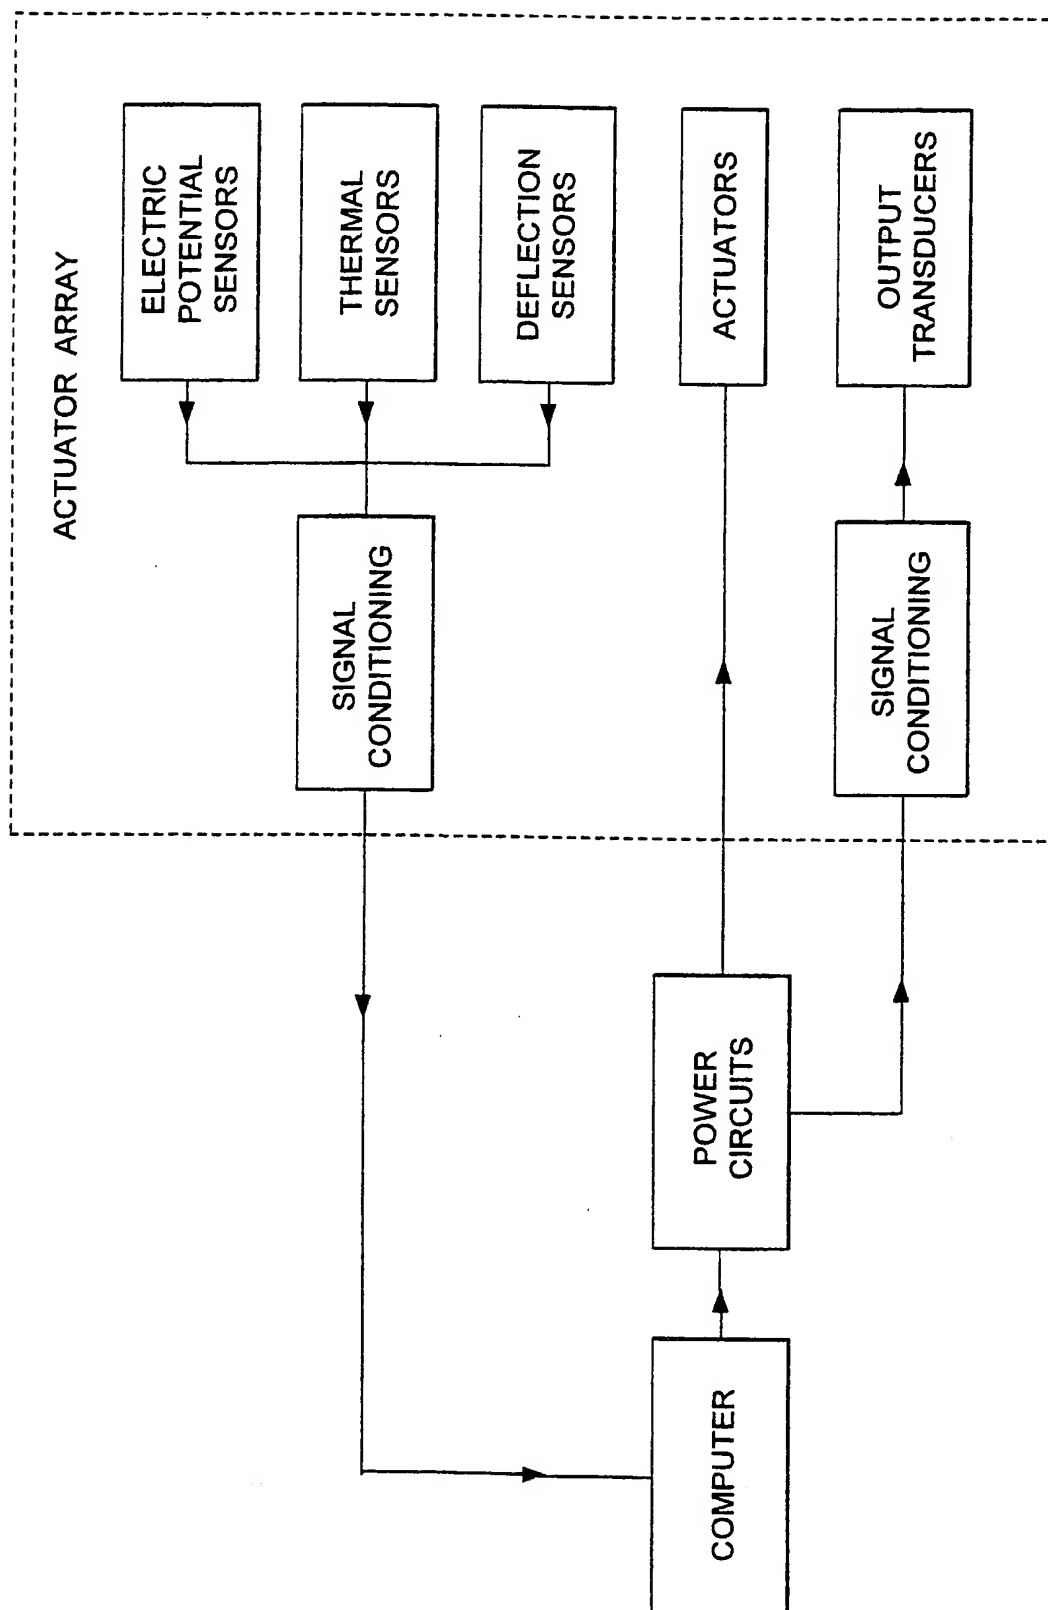 ACTUATOR ARRAY
ELECTRIC
POTENTIAL
SENSORS
THERMAL
SENSORS
DEFLECTION
SENSORS
SIGNAL
CONDITIONING
ACTUATORS
OUTPUT
TRANSDUCERS
SIGNAL
CONDITIONING
POWER
CIRCUITS
COMPUTER